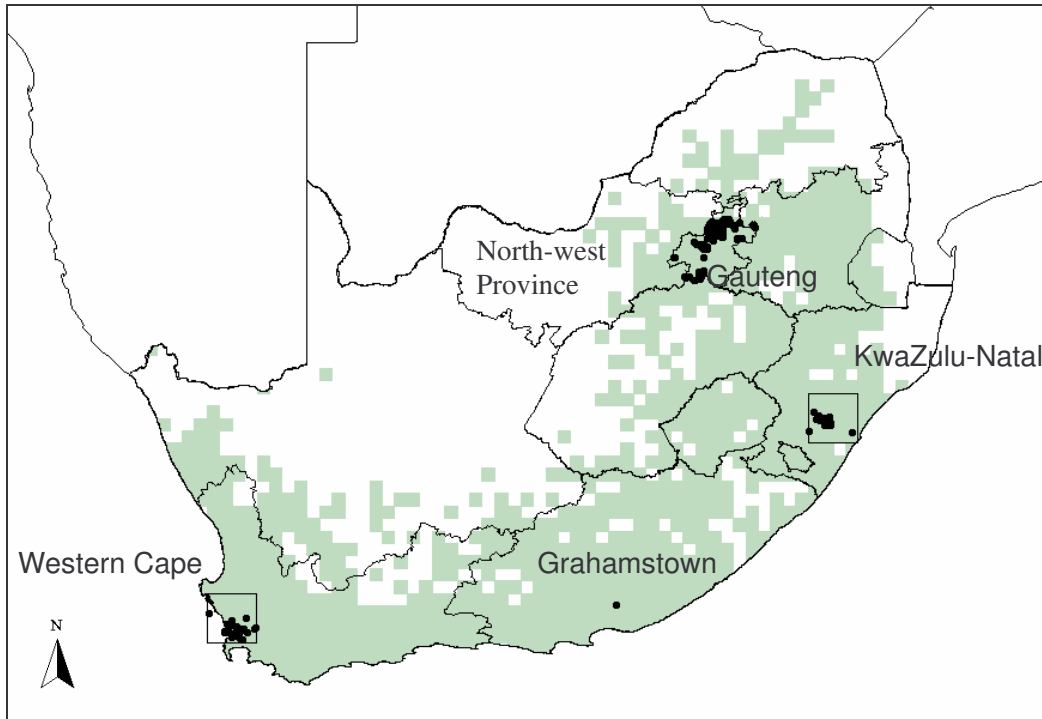 North-west
Province
Gauteng
KwaZulu-Natal
Western Cape
Grahamstown
N